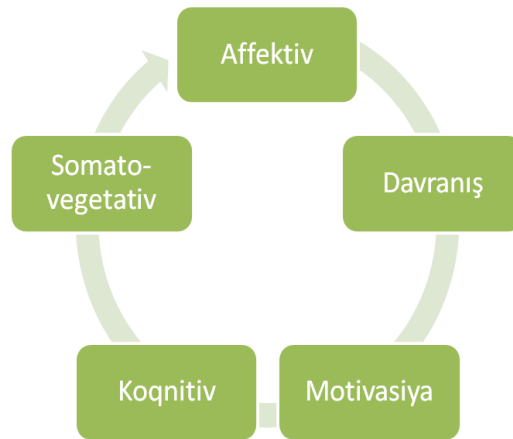 Affektiv
Davranış
Motivasiya
Koqnitiv
Somato-
vegetativ